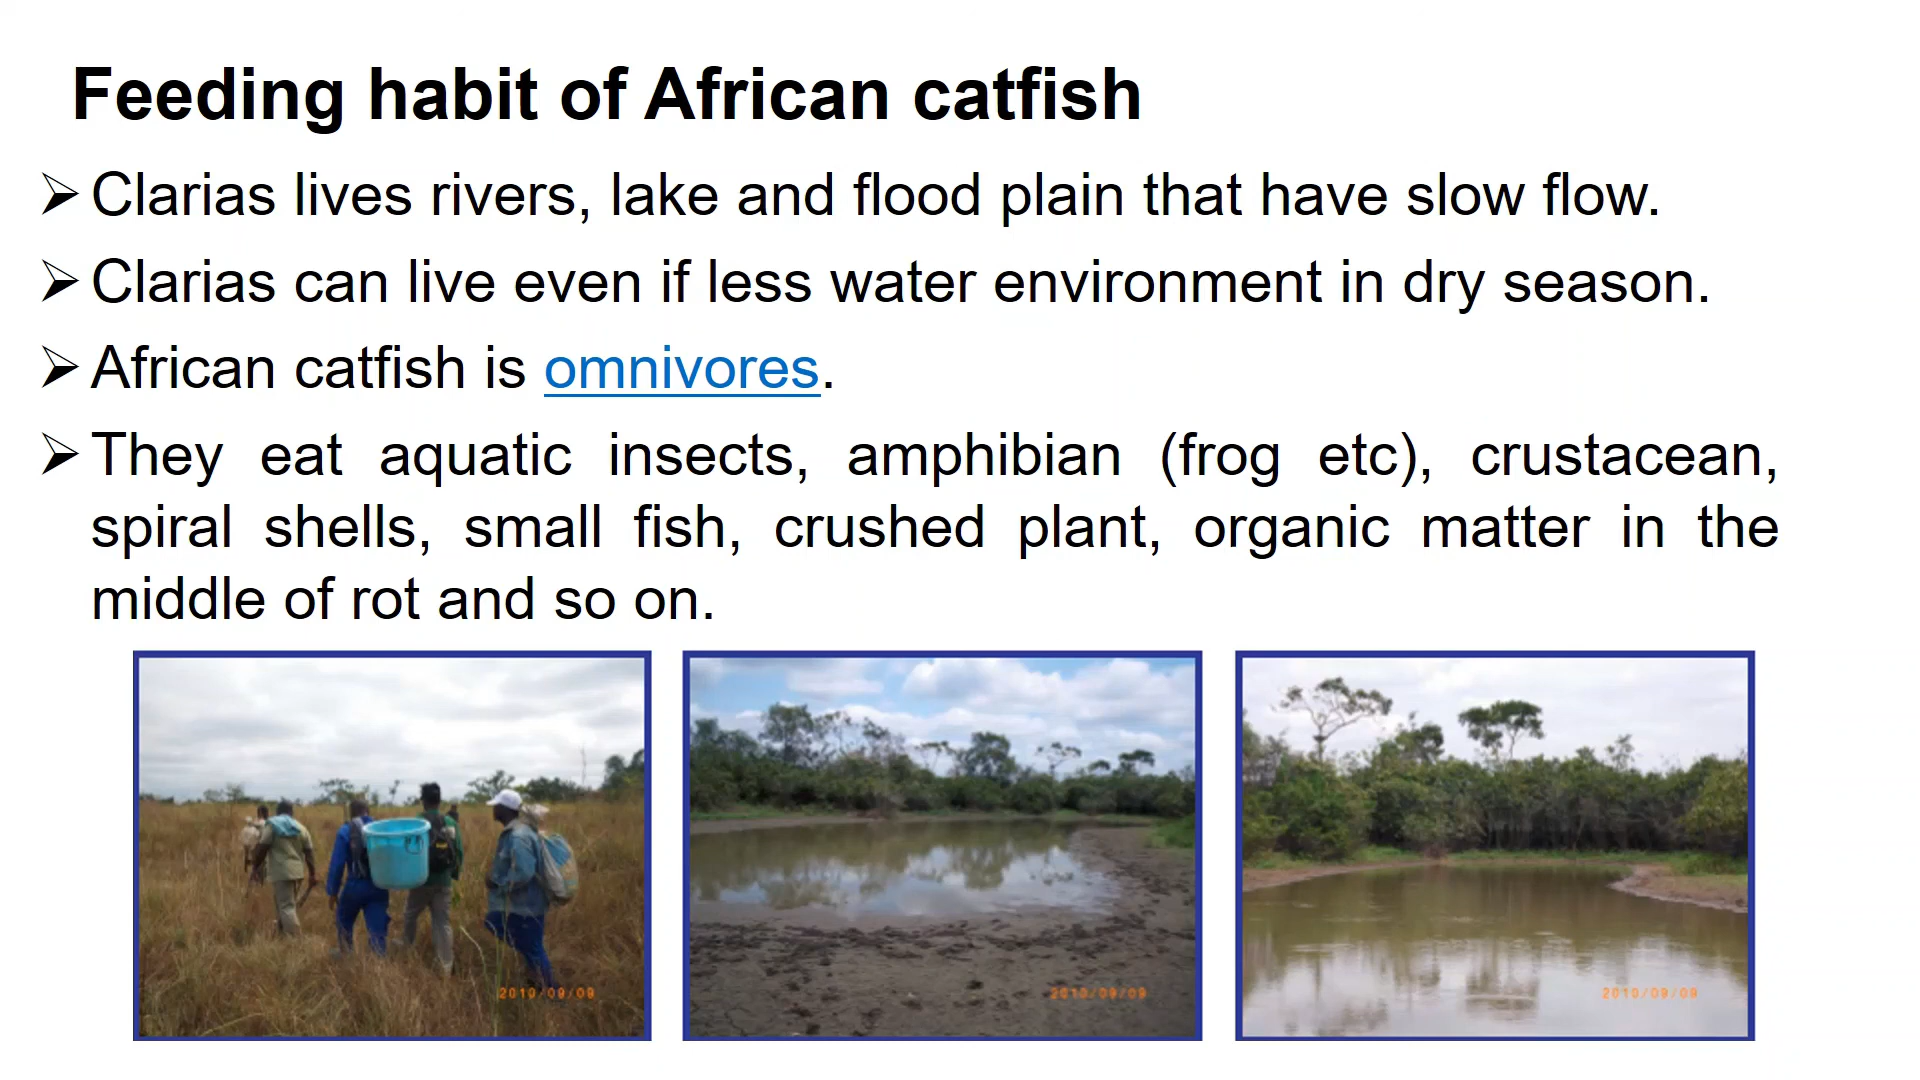 Feeding habit of African catfish
Clarias lives rivers, lake and flood plain that have slow flow.
Clarias can live even if less water environment in dry season.
African catfish is omnivores.
They eat aquatic insects, amphibian (frog etc), crustacean,
spiral shells, small fish, crushed plant, organic matter in the
middle of rot and so on.
2010/09/09
2010/09/09
2010/09/09